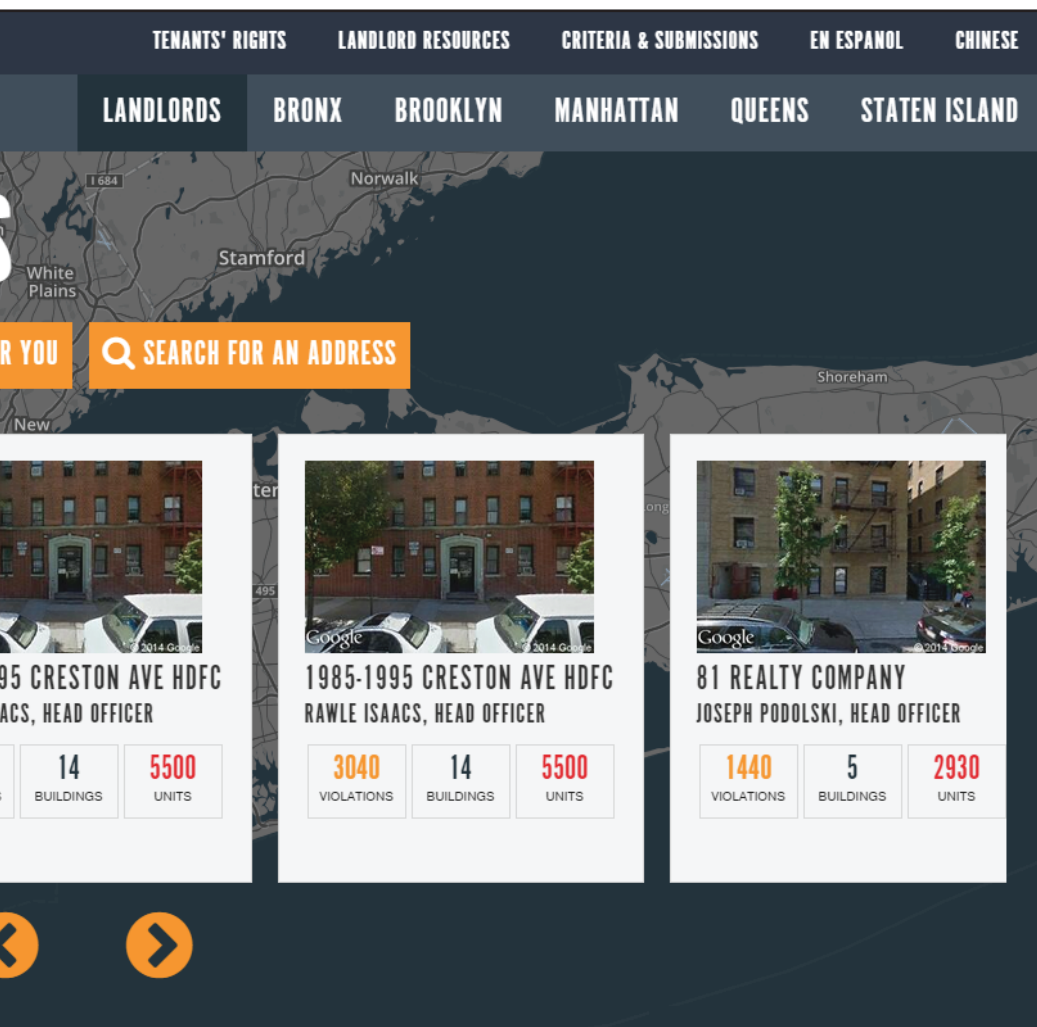 TENANTS' RIGHTS LANDLORD RESOURCES CRITERIA & SUBMISSIONS EN ESPANOL CHINESE
LANDLORDS BRONX BROOKLYN MANHATTAN QUEENS STATEN ISLAND
I 684
Norwalk
S
Stamford
White
Plains
R YOU
SEARCH FOR AN ADDRESS
Shoreham
New
ter
ong
495
© 2014 Google
Google
© 2014 Google
Google
© 2014 Google
95 CRESTON AVE HDFC
ACS, HEAD OFFICER
14
BUILDINGS
5500
UNITS
1985-1995 CRESTON AVE HDFC
RAWLE ISAACS, HEAD OFFICER
3040
VIOLATIONS
14
BUILDINGS
5500
UNITS
81 REALTY COMPANY
JOSEPH PODOLSKI, HEAD OFFICER
1440
VIOLATIONS
5
BUILDINGS
2930
UNITS